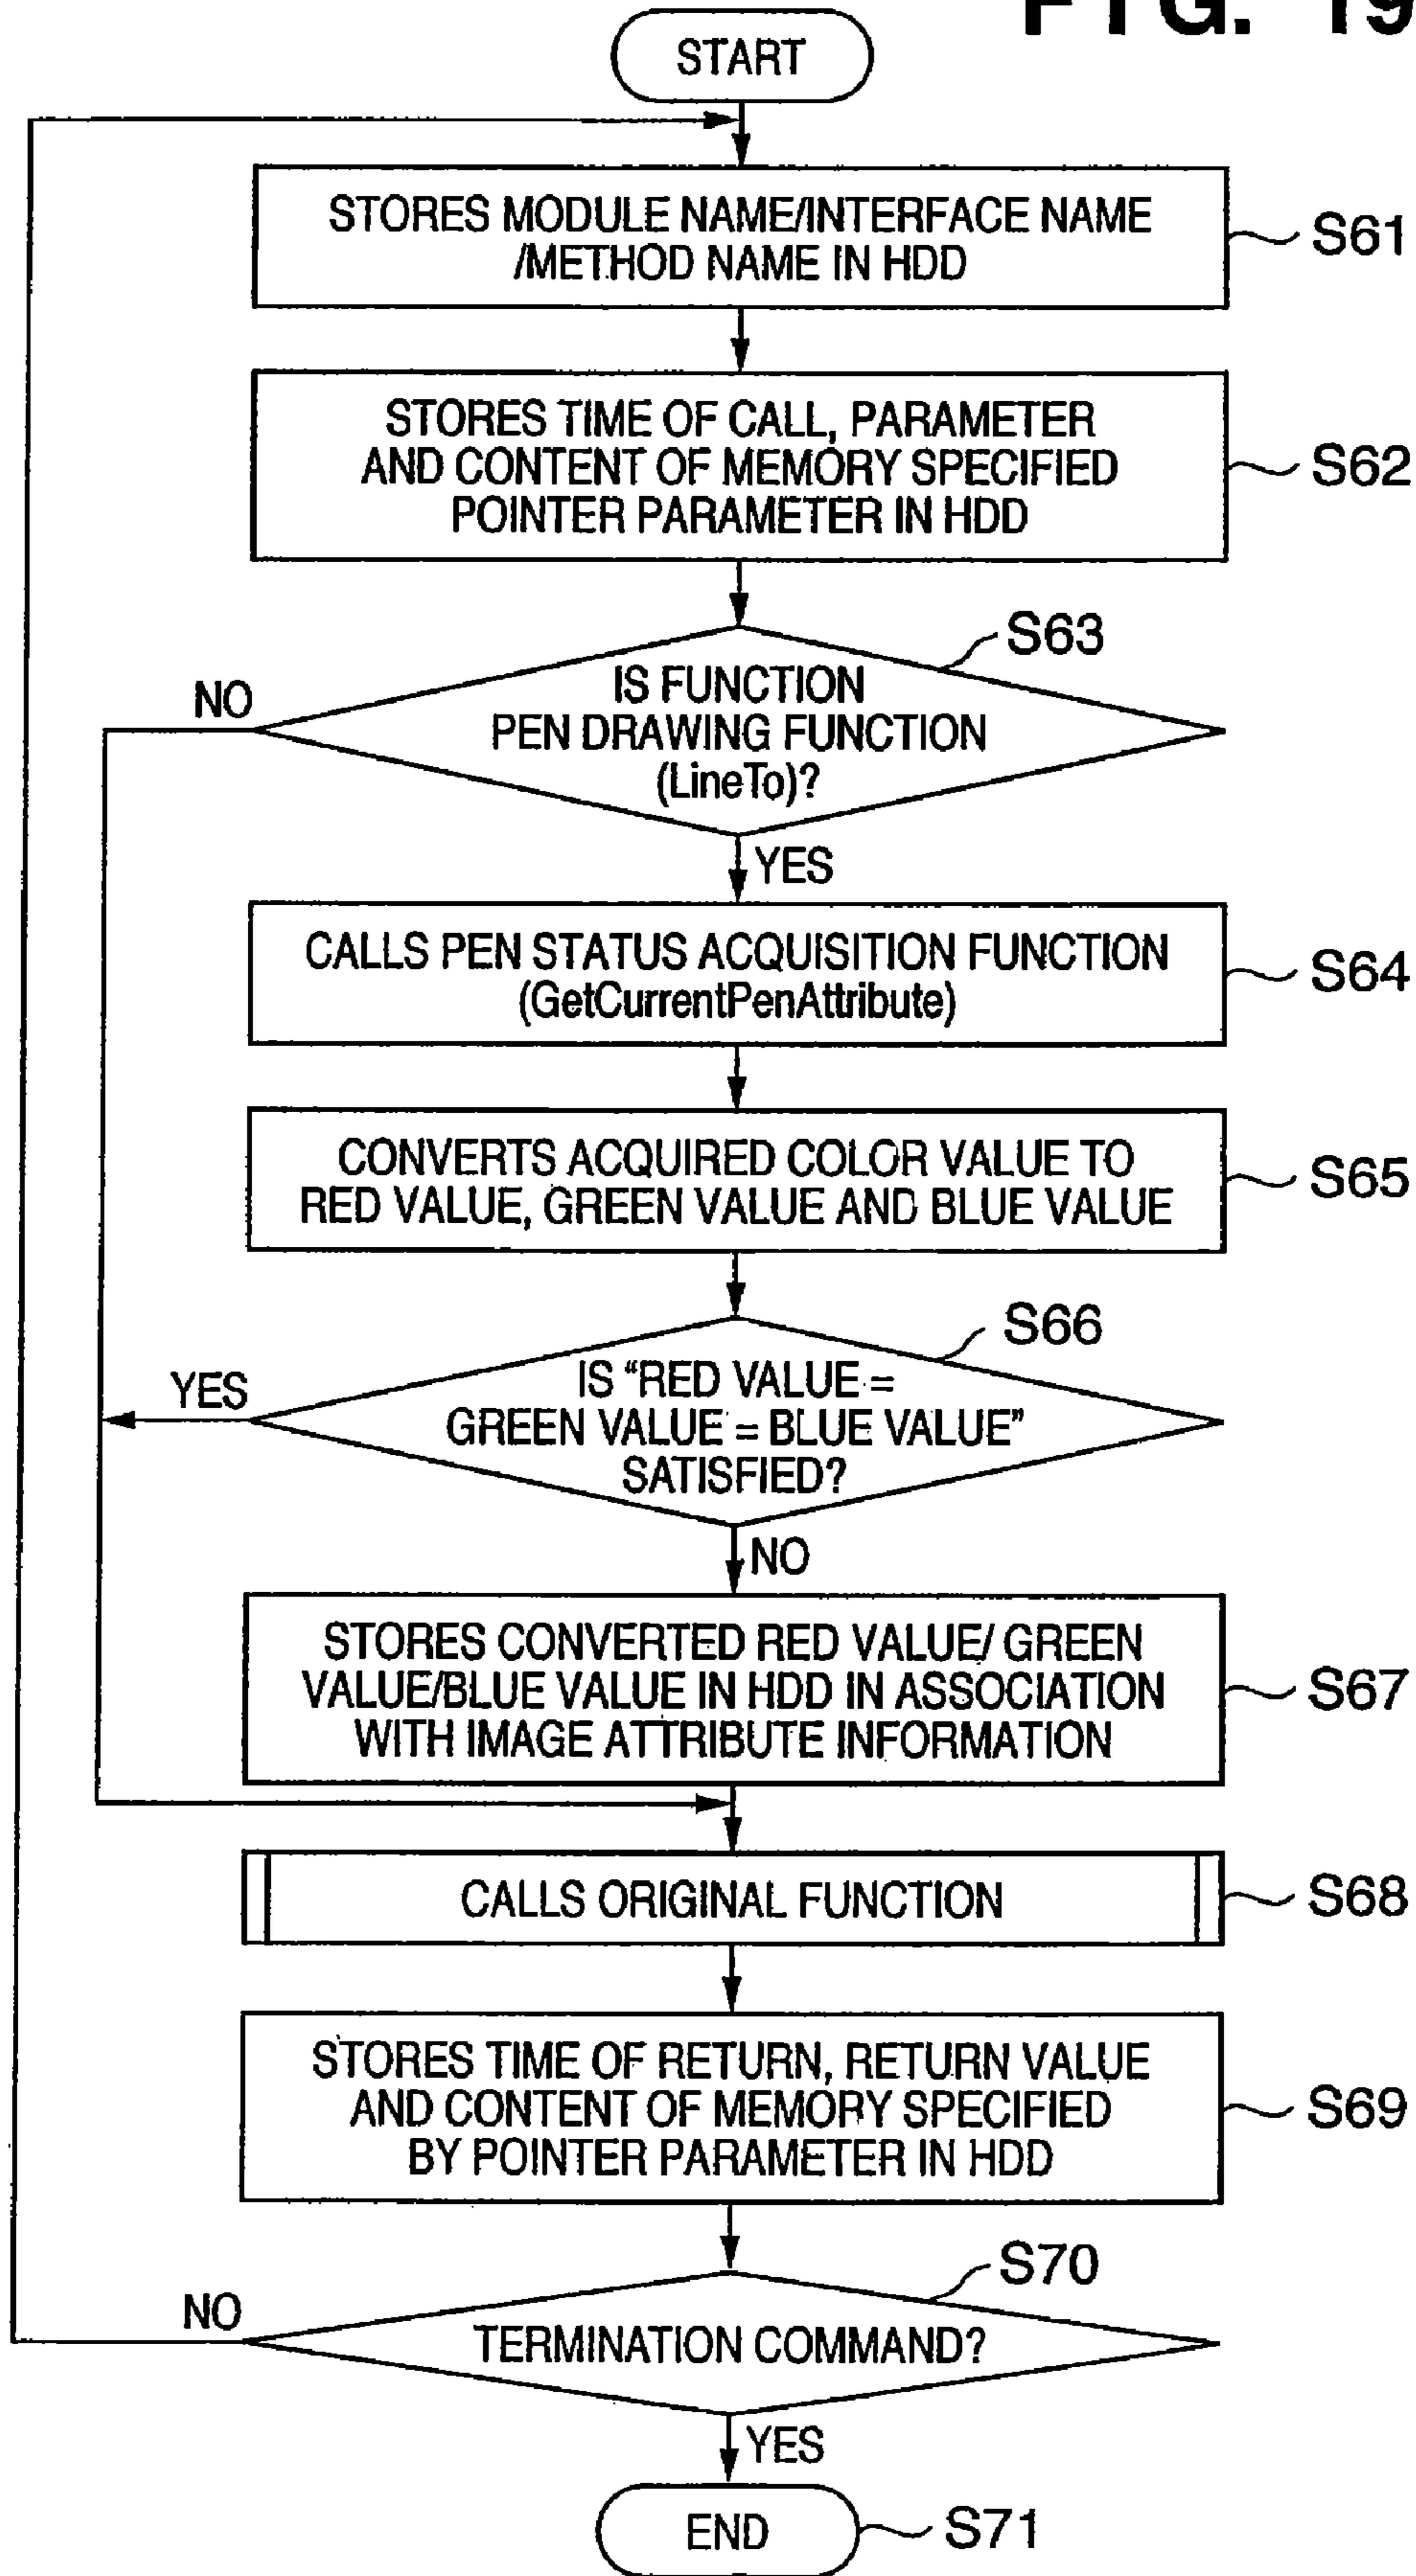 FIG. 19
START
STORES MODULE NAME/INTERFACE NAME
/METHOD NAME IN HDD
S61
STORES TIME OF CALL, PARAMETER
AND CONTENT OF MEMORY SPECIFIED
POINTER PARAMETER IN HDD
S62
S63
IS FUNCTION
PEN DRAWING FUNCTION
(LineTo)?
NO
YES
CALLS PEN STATUS ACQUISITION FUNCTION
(GetCurrentPenAttribute)
S64
CONVERTS ACQUIRED COLOR VALUE TO
RED VALUE, GREEN VALUE AND BLUE VALUE
S65
S66
IS “RED VALUE =
GREEN VALUE = BLUE VALUE”
SATISFIED?
YES
NO
STORES CONVERTED RED VALUE/ GREEN
VALUE/BLUE VALUE IN HDD IN ASSOCIATION
WITH IMAGE ATTRIBUTE INFORMATION
S67
CALLS ORIGINAL FUNCTION
S68
STORES TIME OF RETURN, RETURN VALUE
AND CONTENT OF MEMORY SPECIFIED
BY POINTER PARAMETER IN HDD
S69
S70
NO
TERMINATION COMMAND?
YES
END
S71